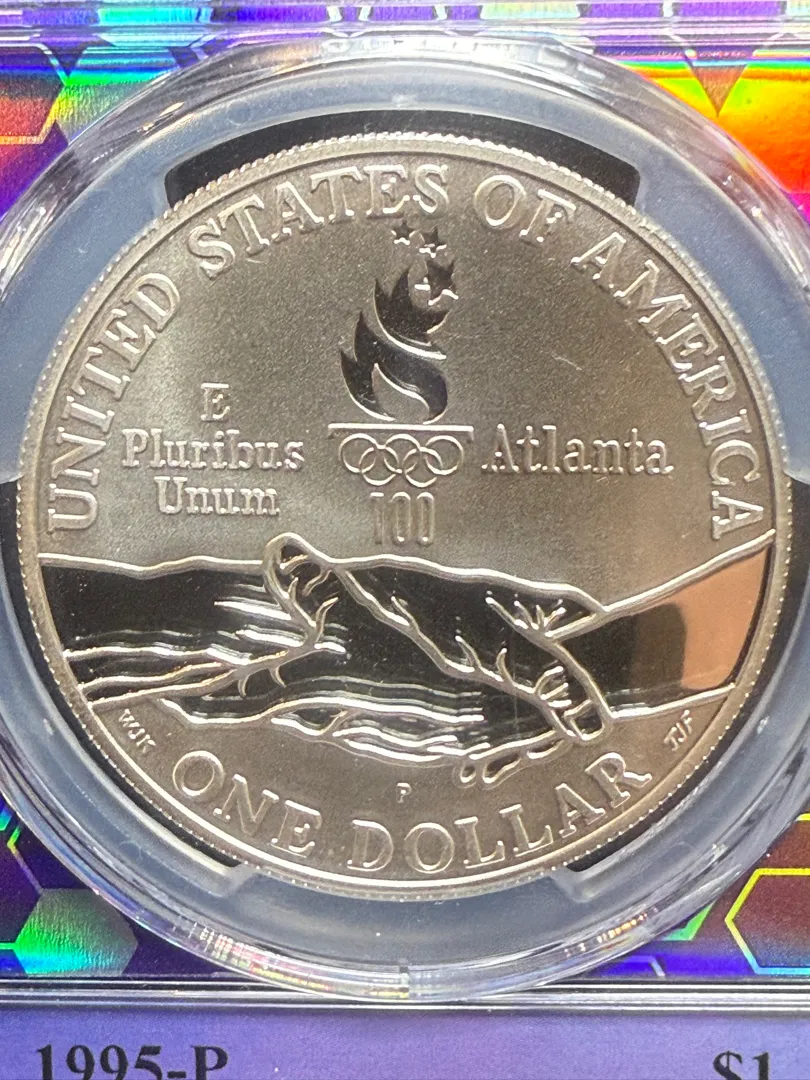 UNITED STATES OF AMERICA
E
Pluribus
Unum
Atlanta
100
WJK
TJF
P
ONE DOLLAR
1995-P
$1